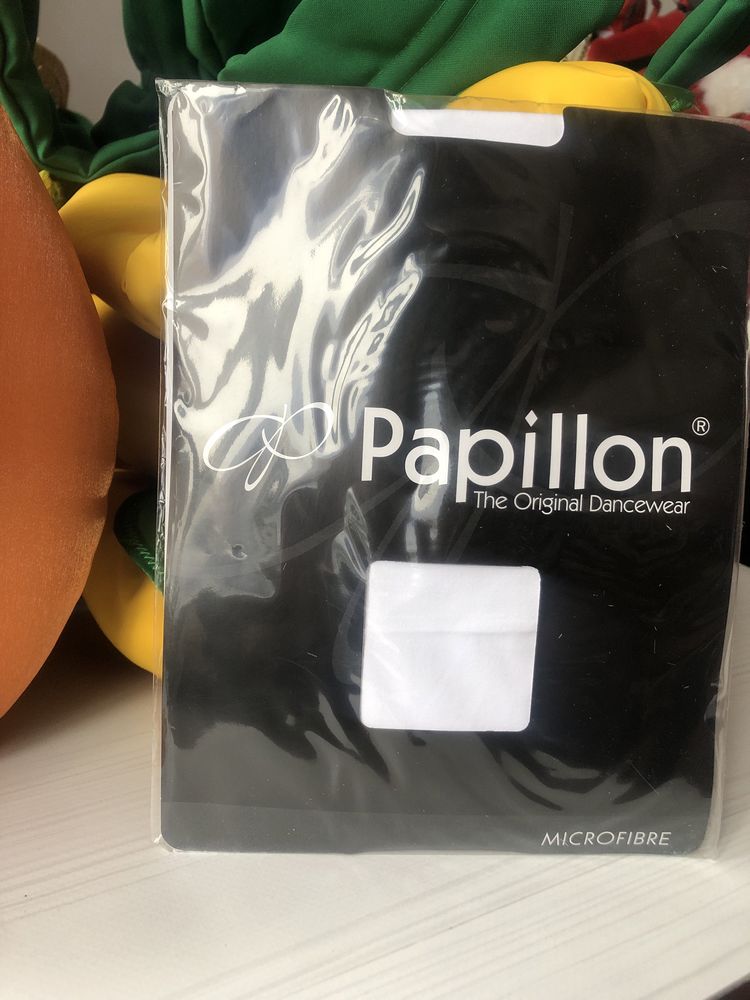 Papillon®
The Original Dancewear
MICROFIBRE